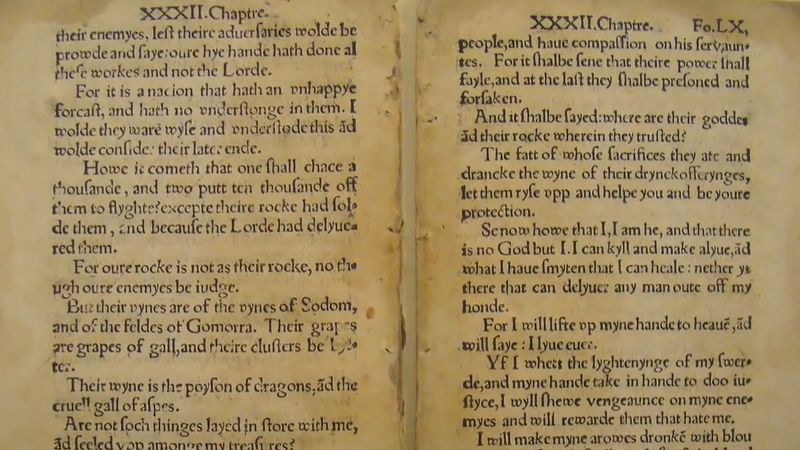 XXXII. Chaptre.
their enemyes, lest theire aduersaries wolde be
prowde and saye: oure hye hande hath done al
these workes and not the Lorde.
For it is a nacion that hath an vnhappye
forcast, and hath no vnderstonge in them. I
wolde they ware wyse and vnderstode this ād
wolde confide: their later ende.
Howe it cometh that one shall chace a
thousande, and two putt ten thousande off
them to flyghte? excepte theire rocke had sol⸗
de them, and because the Lorde had delyue⸗
red them.
For oure rocke is not as their rocke, no tho
ugh oure enemyes be iudge.
But their vynes are of the vynes of Sodom,
and of the feldes of Gomorra. Their grapes
are grapes of gall, and theire clusters be
ter.
Their wyne is the poyson of dragons, ād the
cruell gall of aspes.
Are not soch thinges layed in store with me,
ād seeled vpp amonge my treasures?
XXXII. Chaptre. Fo. LX,
people, and haue compassion on his seruaun⸗
tes. For it shalbe sene that theire power shall
fayle, and at the last they shalbe presoned and
forsaken.
And it shalbe sayed: where are their goddes
ād their rocke wherein they trusted?
The fatt of whose sacrifices they ate and
drancke the wyne of their drynckofferynges,
let them ryse vpp and helpe you and be youre
protection.
Se now howe that I, I am he, and that there
is no God but I. I can kyll and make alyue, ād
what I haue smyten that I can heale: nether ys
there that can delyuer any man oute off my
honde.
For I will lifte vp myne hande to heauē, ād
will saye: I lyue euer.
Yf I whett the lyghtenynge of my swer⸗
de, and myne hande take in hande to doo iu⸗
styce, I wyll shewe vengeaunce on myne ene⸗
myes and will rewarde them that hate me.
I will make myne arowes dronkē with blou